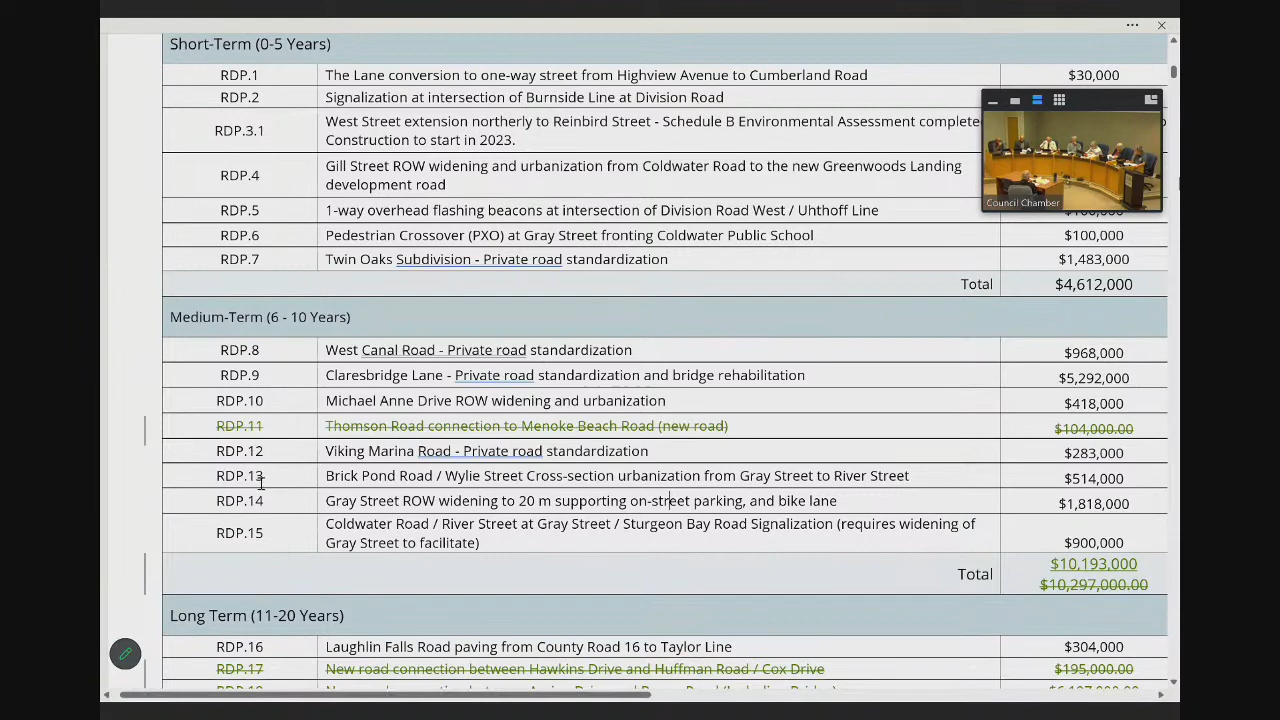 Short-Term (0-5 Years)
RDP.1 The Lane conversion to one-way street from Highview Avenue to Cumberland Road $30,000
RDP.2 Signalization at intersection of Burnside Line at Division Road
RDP.3.1 West Street extension northerly to Reinbird Street - Schedule B Environmental Assessment
Construction to start in 2023.
RDP.4 Gill Street ROW widening and urbanization from Coldwater Road to the new Greenwoods Landing
development road
RDP.5 1-way overhead flashing beacons at intersection of Division Road West / Uhthoff Line
RDP.6 Pedestrian Crossover (PXO) at Gray Street fronting Coldwater Public School $100,000
RDP.7 Twin Oaks Subdivision - Private road standardization $1,483,000
Total $4,612,000
Council Chamber
Medium-Term (6 - 10 Years)
RDP.8 West Canal Road - Private road standardization $968,000
RDP.9 Claresbridge Lane - Private road standardization and bridge rehabilitation $5,292,000
RDP.10 Michael Anne Drive ROW widening and urbanization $418,000
RDP.11 Thomson Road connection to Menoke Beach Road (new road) $104,000.00
RDP.12 Viking Marina Road - Private road standardization $283,000
RDP.13 Brick Pond Road / Wylie Street Cross-section urbanization from Gray Street to River Street $514,000
RDP.14 Gray Street ROW widening to 20 m supporting on-street parking, and bike lane $1,818,000
RDP.15 Coldwater Road / River Street at Gray Street / Sturgeon Bay Road Signalization (requires widening of
Gray Street to facilitate) $900,000
Total $10,193,000
$10,297,000.00
Long Term (11-20 Years)
RDP.16 Laughlin Falls Road paving from County Road 16 to Taylor Line $304,000
RDP.17 New road connection between Hawkins Drive and Huffman Road / Cox Drive $195,000.00